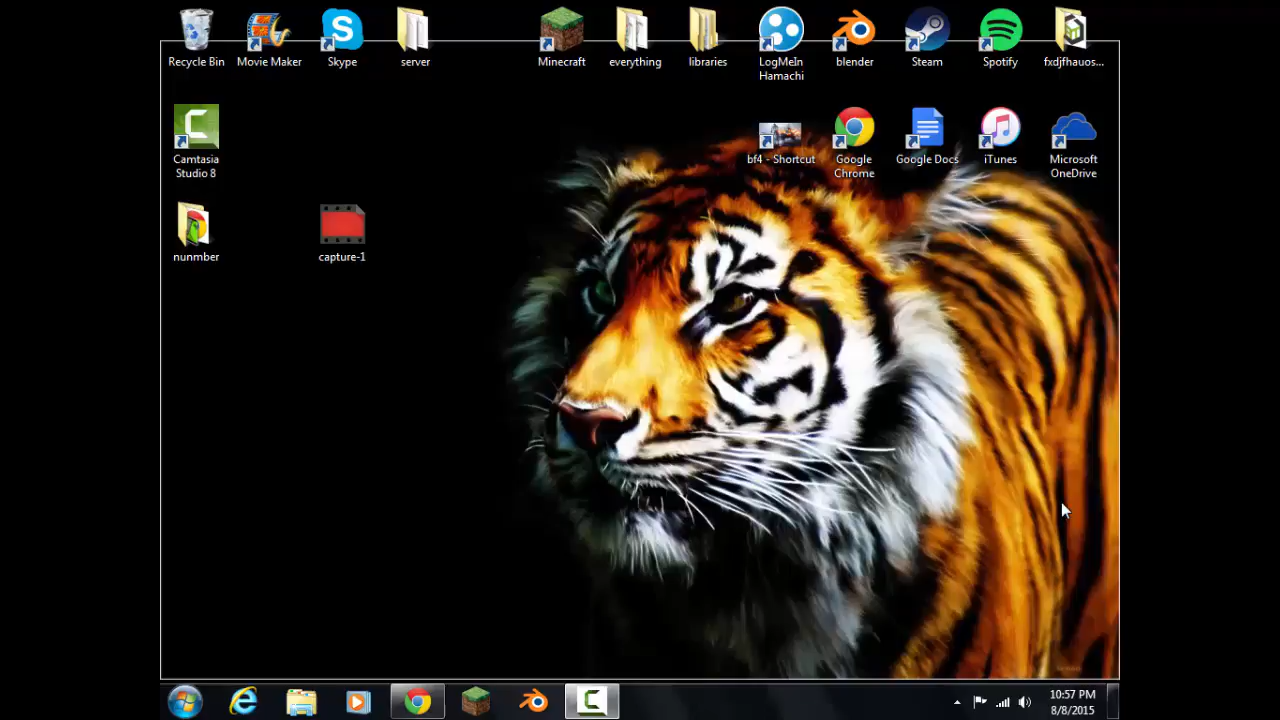 Recycle Bin
Movie Maker
Skype
server
Minecraft
everything
libraries
LogMeIn
Hamachi
blender
Steam
Spotify
fxdjfhauos...
Camtasia
Studio 8
bf4 - Shortcut
Google
Chrome
Google Docs
iTunes
Microsoft
OneDrive
nunmber
capture-1
10:57 PM
8/8/2015